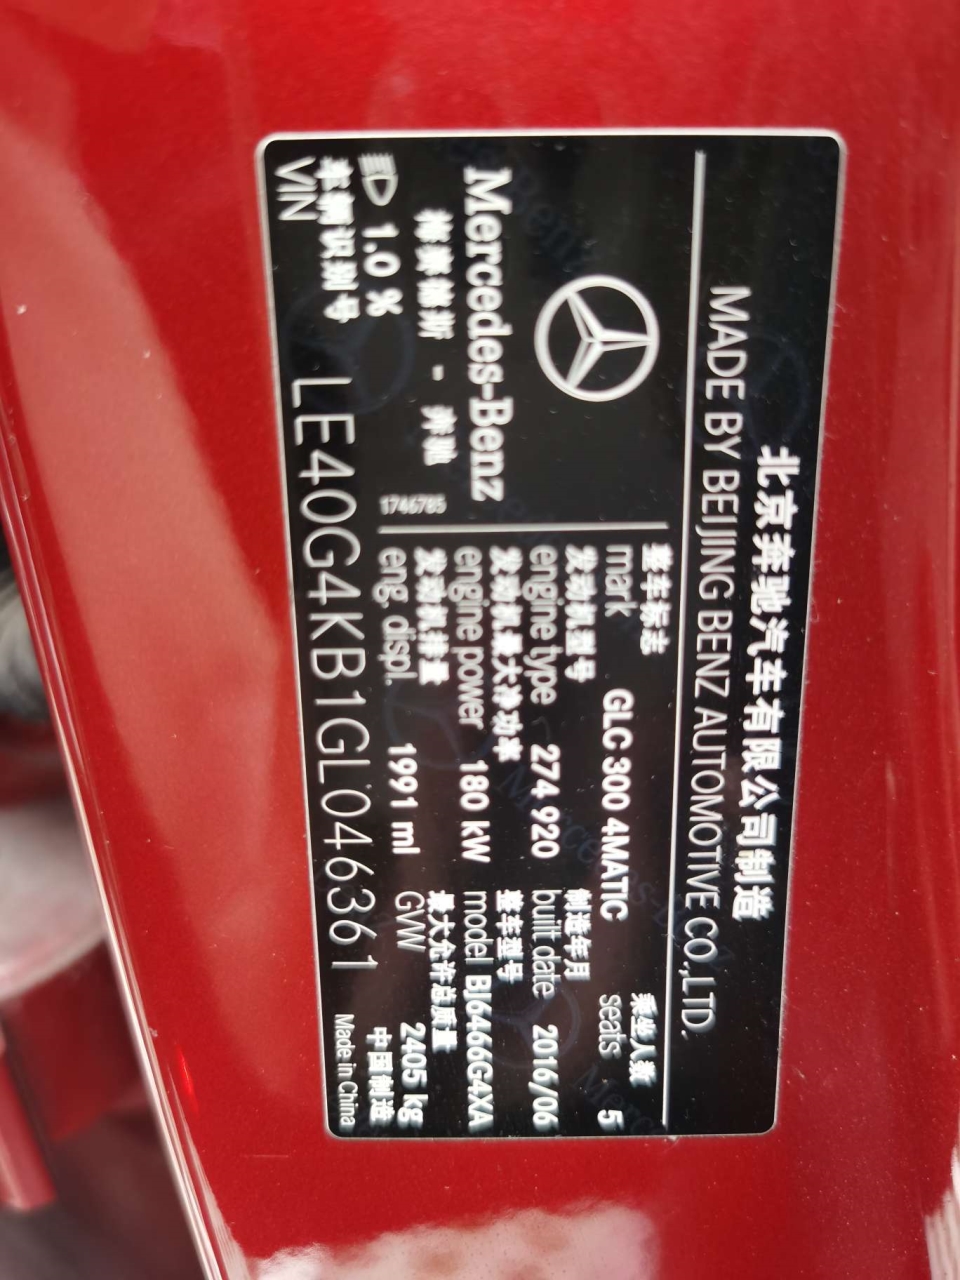 北京奔驰汽车有限公司制造
MADE BY BEIJING BENZ AUTOMOTIVE CO.,LTD.
Mercedes-Benz
梅赛德斯 - 奔驰
1.0 %
1746785
整车标志
mark GLC 300 4MATIC
乘坐人数
seats 5
发动机型号
engine type 274 920
制造年月
built date 2016/06
发动机最大净功率
engine power 180 kW
整车型号
model BJ6466G4XA
发动机排量
eng. displ. 1991 ml
最大允许总质量
GVW 2405 kg
车辆识别号
VIN LE40G4KB1GL046361
中国制造
Made in China